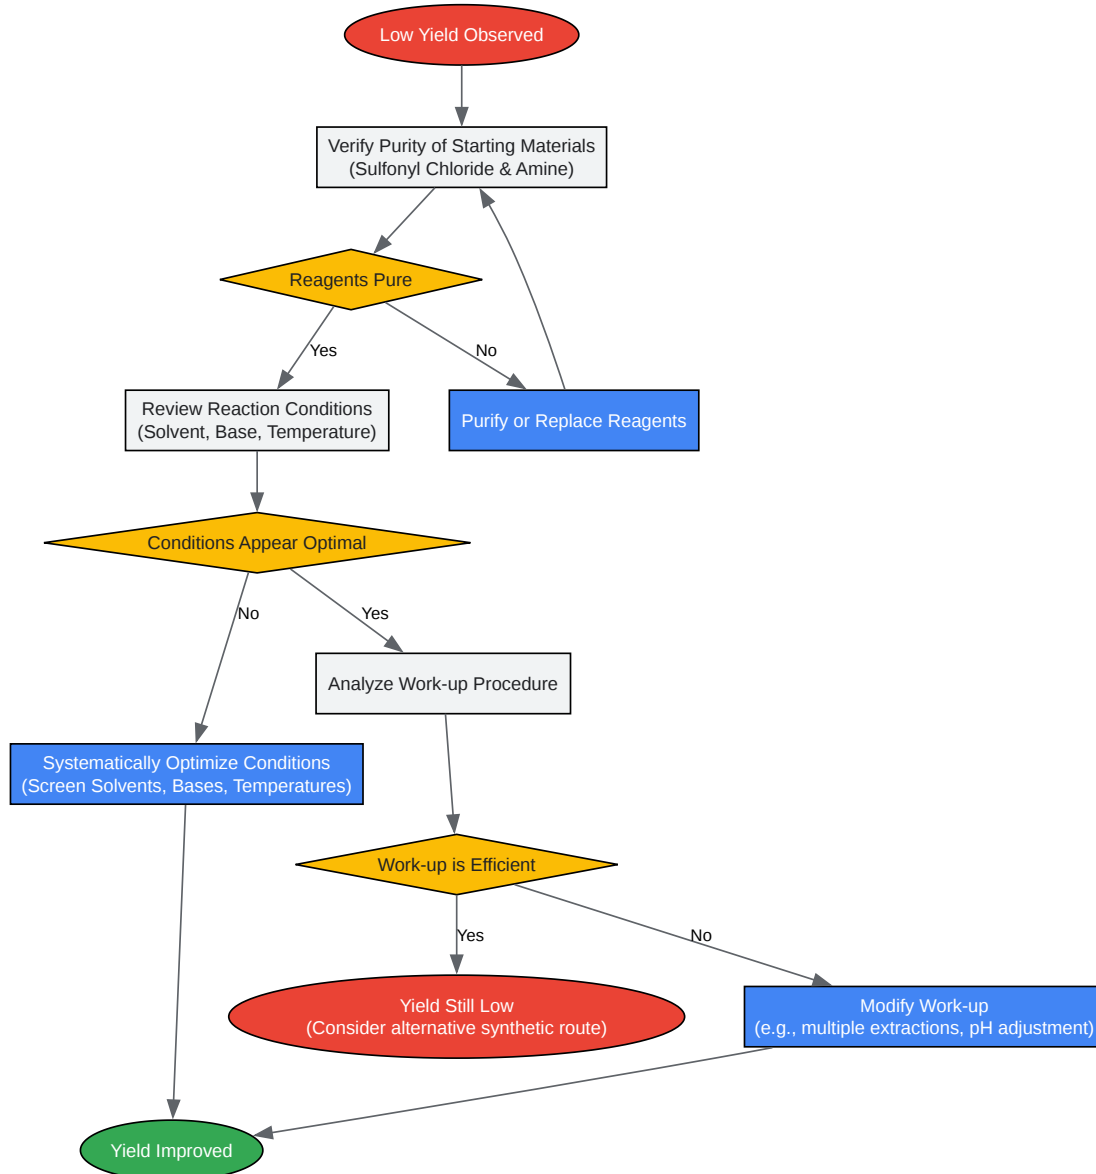 Low Yield Observed
Verify Purity of Starting Materials
(Sulfonyl Chloride & Amine)
Reagents Pure
Yes
No
Review Reaction Conditions
(Solvent, Base, Temperature)
Purify or Replace Reagents
Conditions Appear Optimal
No
Yes
Analyze Work-up Procedure
Systematically Optimize Conditions
(Screen Solvents, Bases, Temperatures)
Work-up is Efficient
Yes
No
Yield Still Low
(Consider alternative synthetic route)
Modify Work-up
(e.g., multiple extractions, pH adjustment)
Yield Improved